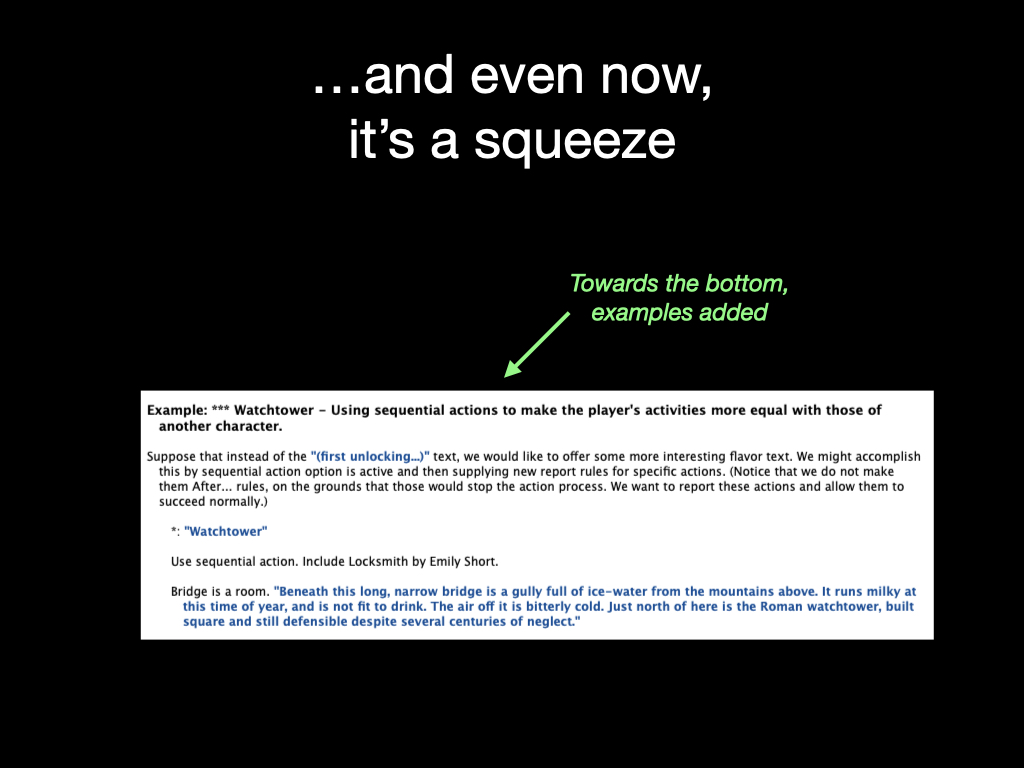 …and even now,
it’s a squeeze
Towards the bottom,
examples added
Example: *** Watchtower – Using sequential actions to make the player's activities more equal with those of
another character.
Suppose that instead of the "(first unlocking...)" text, we would like to offer some more interesting flavor text. We might accomplish
this by sequential action option is active and then supplying new report rules for specific actions. (Notice that we do not make
them After... rules, on the grounds that those would stop the action process. We want to report these actions and allow them to
succeed normally.)
*: "Watchtower"
Use sequential action. Include Locksmith by Emily Short.
Bridge is a room. "Beneath this long, narrow bridge is a gully full of ice-water from the mountains above. It runs milky at
this time of year, and is not fit to drink. The air off it is bitterly cold. Just north of here is the Roman watchtower, built
square and still defensible despite several centuries of neglect."